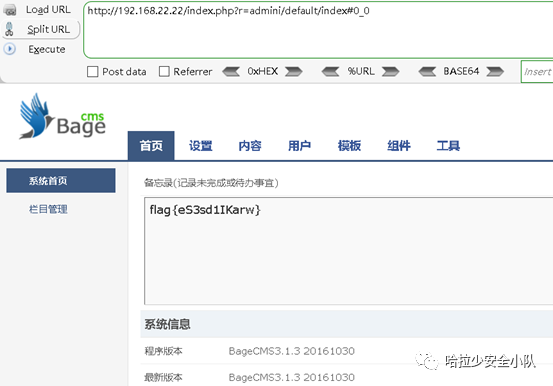 Load URL
http://192.168.22.22/index.php?r=admini/default/index#0_0
Split URL
Execute
Post data Referrer 0xHEX %URL BASE64 Insert
cms
Bage
首页 设置 内容 用户 模板 组件 工具
系统首页
备忘录(记录未完成或待办事宜)
栏目管理
flag{eS3sd1IKarw}
系统信息
程序版本 BageCMS3.1.3 20161030
最新版本 BageCMS3.1.3 20161030
哈拉少安全小队